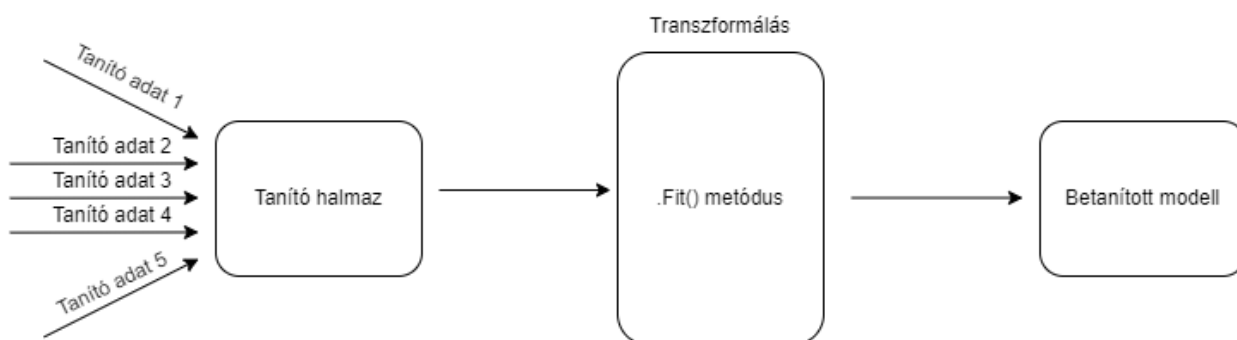 Transzformálás
Tanító adat 1
Tanító adat 2
Tanító adat 3
Tanító adat 4
Tanító adat 5
Tanító halmaz
.Fit() metódus
Betanított modell